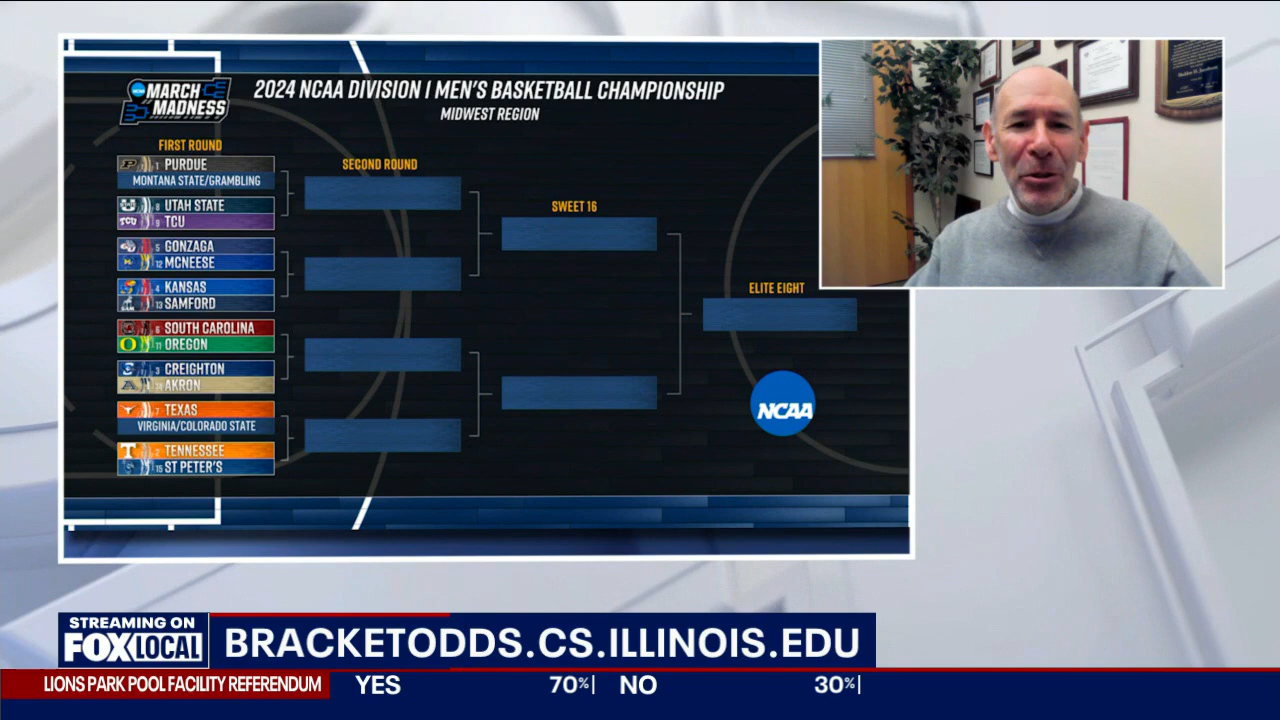 NCAA
MARCH
MADNESS
2024 NCAA DIVISION I MEN'S BASKETBALL CHAMPIONSHIP
MIDWEST REGION
FIRST ROUND
1 PURDUE
MONTANA STATE/GRAMBLING
8 UTAH STATE
TCU 9 TCU
5 GONZAGA
12 MCNEESE
4 KANSAS
13 SAMFORD
6 SOUTH CAROLINA
11 OREGON
3 CREIGHTON
14 AKRON
7 TEXAS
VIRGINIA/COLORADO STATE
2 TENNESSEE
15 ST PETER'S
SECOND ROUND
SWEET 16
ELITE EIGHT
NCAA
STREAMING ON
FOX LOCAL
BRACKETODDS.CS.ILLINOIS.EDU
LIONS PARK POOL FACILITY REFERENDUM YES 70% NO 30%